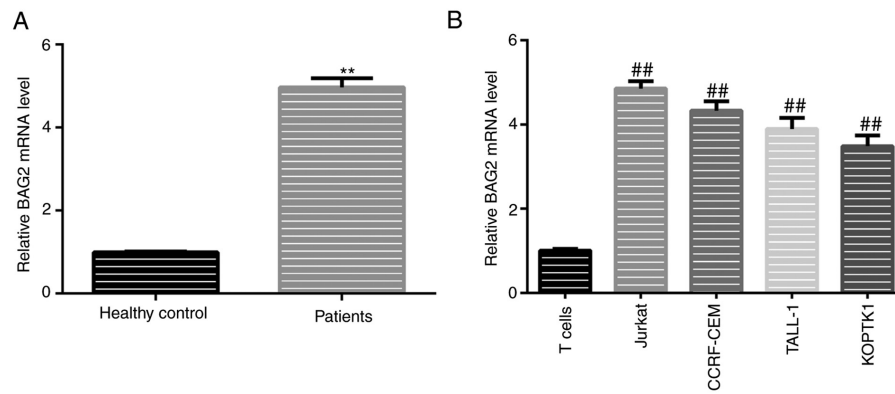 A
Relative BAG2 mRNA level
6
4
2
0
**
Healthy control
Patients
B
Relative BAG2 mRNA level
6
4
2
0
##
##
##
##
T cells
Jurkat
CCRF-CEM
TALL-1
KOPTK1